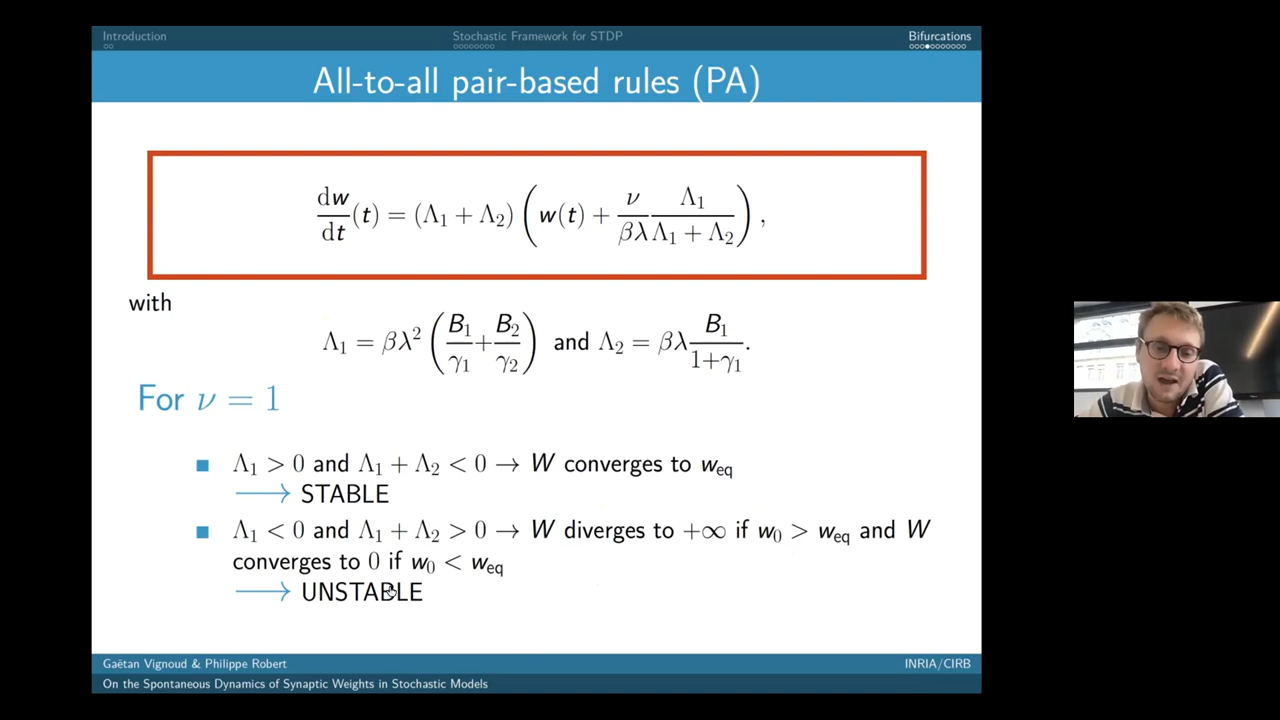 Introduction
Stochastic Framework for STDP
Bifurcations
All-to-all pair-based rules (PA)
dw/dt (t) = (Λ₁ + Λ₂) ( w(t) + ν/βλ Λ₁/Λ₁ + Λ₂ ) ,
with
Λ₁ = βλ² ( B₁/γ₁ + B₂/γ₂ ) and Λ₂ = βλ B₁/1+γ₁ .
For ν = 1
■ Λ₁ > 0 and Λ₁ + Λ₂ < 0 → W converges to w_eq
⟶ STABLE
■ Λ₁ < 0 and Λ₁ + Λ₂ > 0 → W diverges to +∞ if w₀ > w_eq and W
converges to 0 if w₀ < w_eq
⟶ UNSTABLE
Gaëtan Vignoud & Philippe Robert
INRIA/CIRB
On the Spontaneous Dynamics of Synaptic Weights in Stochastic Models